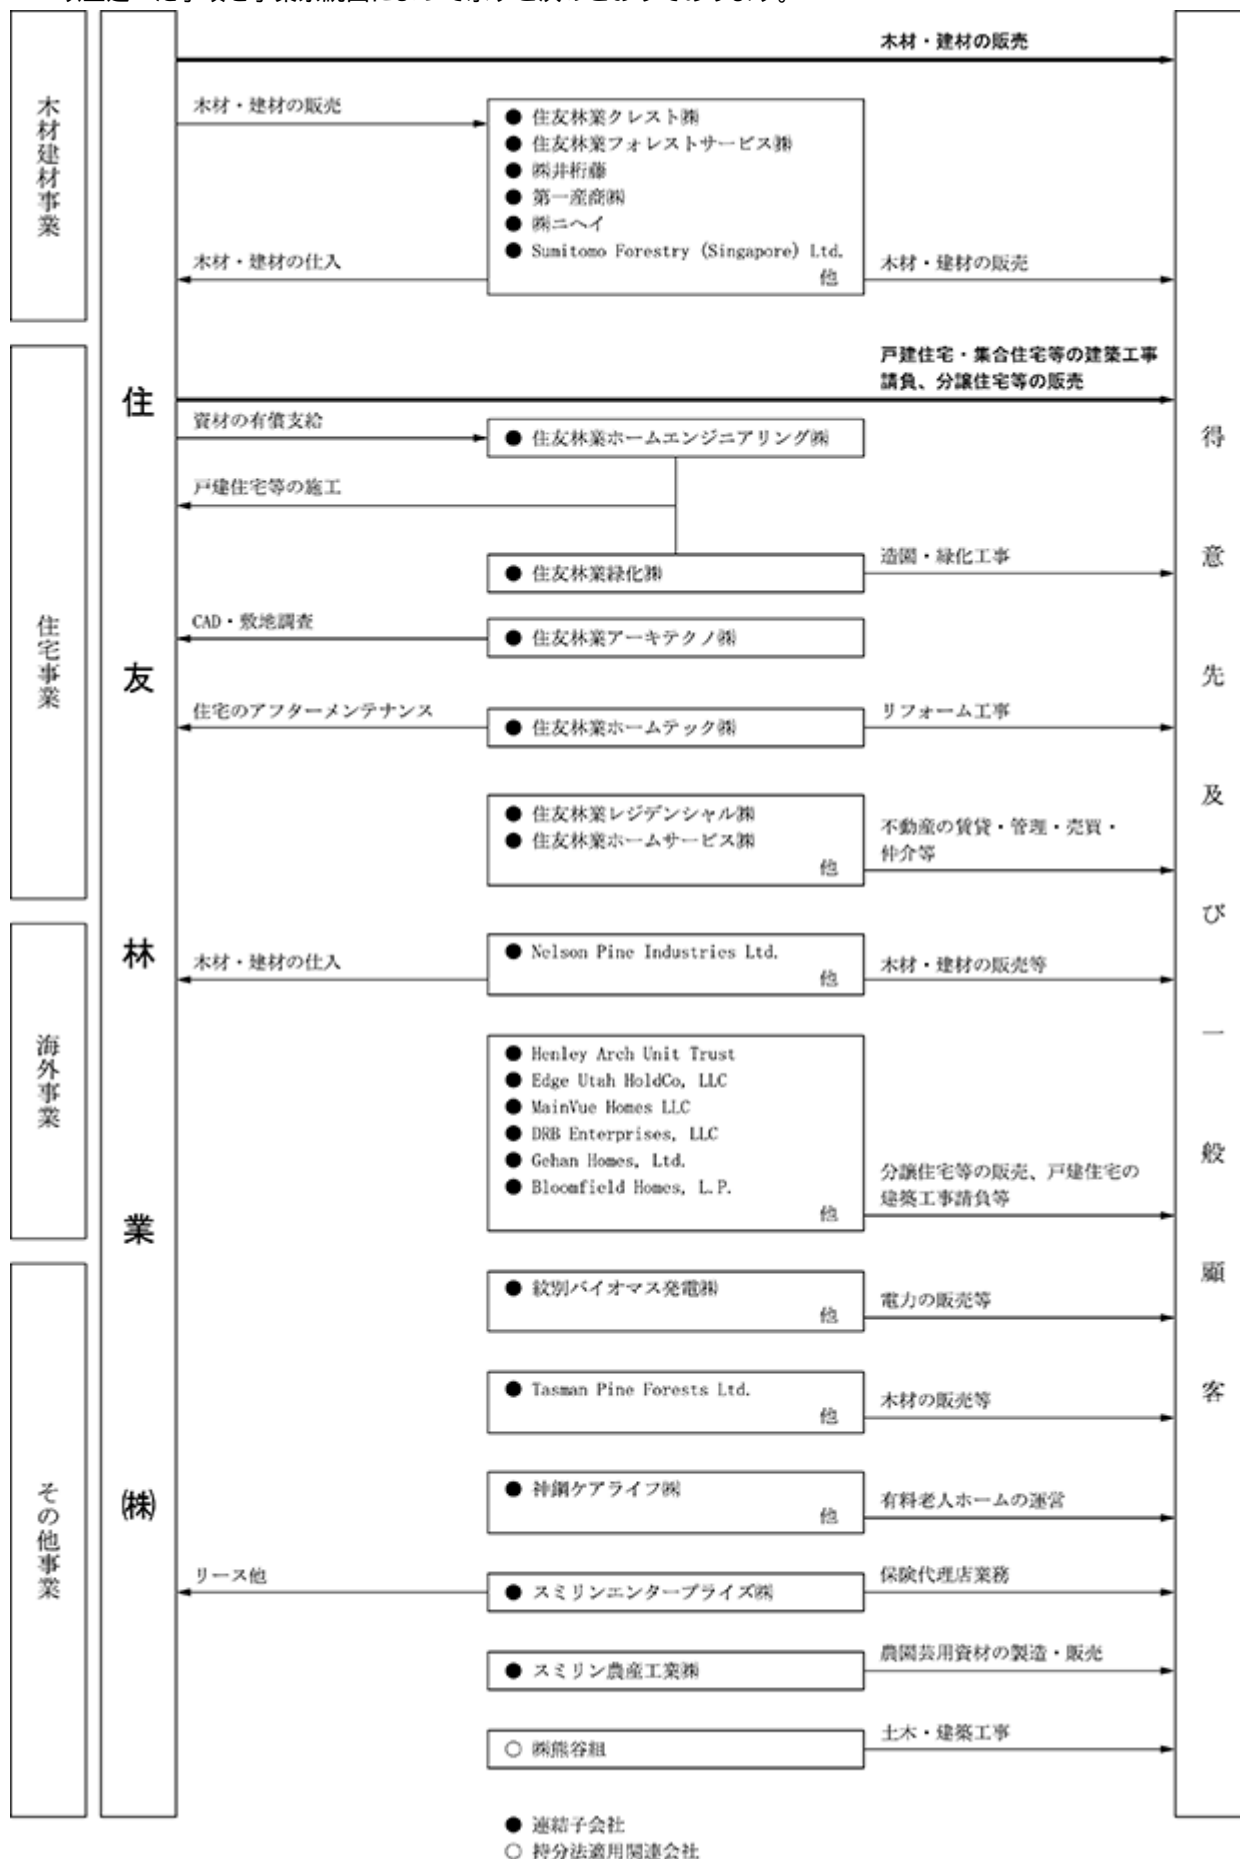 木材建材事業
住宅事業
海外事業
その他事業
住友林業㈱
木材・建材の販売
木材・建材の販売
● 住友林業クレスト㈱
● 住友林業フォレストサービス㈱
● ㈱井桁藤
● 第一産商㈱
● ㈱ニヘイ
● Sumitomo Forestry (Singapore) Ltd.
他
木材・建材の仕入
木材・建材の販売
戸建住宅・集合住宅等の建築工事
請負、分譲住宅等の販売
資材の有償支給
● 住友林業ホームエンジニアリング㈱
戸建住宅等の施工
● 住友林業緑化㈱
造園・緑化工事
CAD・敷地調査
● 住友林業アーキテクノ㈱
住宅のアフターメンテナンス
● 住友林業ホームテック㈱
リフォーム工事
● 住友林業レジデンシャル㈱
● 住友林業ホームサービス㈱
他
不動産の賃貸・管理・売買・
仲介等
木材・建材の仕入
● Nelson Pine Industries Ltd.
他
木材・建材の販売等
● Henley Arch Unit Trust
● Edge Utah HoldCo, LLC
● MainVue Homes LLC
● DRB Enterprises, LLC
● Gehan Homes, Ltd.
● Bloomfield Homes, L.P.
他
分譲住宅等の販売、戸建住宅の
建築工事請負等
● 紋別バイオマス発電㈱
他
電力の販売等
● Tasman Pine Forests Ltd.
他
木材の販売等
● 神鋼ケアライフ㈱
他
有料老人ホームの運営
リース他
● スミリンエンタープライズ㈱
保険代理店業務
● スミリン農産工業㈱
農園芸用資材の製造・販売
○ ㈱熊谷組
土木・建築工事
得意先及び一般顧客
● 連結子会社
○ 持分法適用関連会社